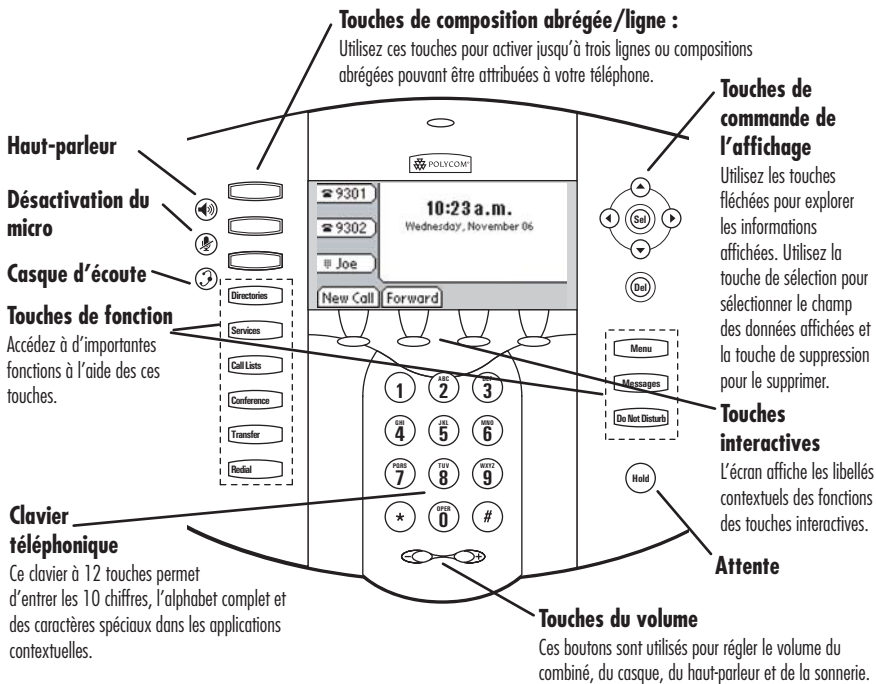 Touches de composition abrégée/ligne :
Utilisez ces touches pour activer jusqu'à trois lignes ou compositions
abrégées pouvant être attribuées à votre téléphone.
Touches de
commande de
l'affichage
Utilisez les touches
fléchées pour explorer
les informations
affichées. Utilisez la
touche de sélection pour
sélectionner le champ
des données affichées et
la touche de suppression
pour le supprimer.
Haut-parleur
Désactivation du
micro
Casque d'écoute
Touches de fonction
Accédez à d'importantes
fonctions à l'aide des ces
touches.
POLYCOM®
9301
9302
Joe
10:23 a.m.
Wednesday, November 06
New Call
Forward
Sel
Del
Directories
Services
Call Lists
Conference
Transfer
Redial
Menu
Messages
Do Not Disturb
Hold
1
ABC
2
DEF
3
GHI
4
JKL
5
MNO
6
PQRS
7
TUV
8
WXYZ
9
*
OPER
0
#
Touches
interactives
L'écran affiche les libellés
contextuels des fonctions
des touches interactives.
Attente
Clavier
téléphonique
Ce clavier à 12 touches permet
d'entrer les 10 chiffres, l'alphabet complet et
des caractères spéciaux dans les applications
contextuelles.
Touches du volume
Ces boutons sont utilisés pour régler le volume du
combiné, du casque, du haut-parleur et de la sonnerie.